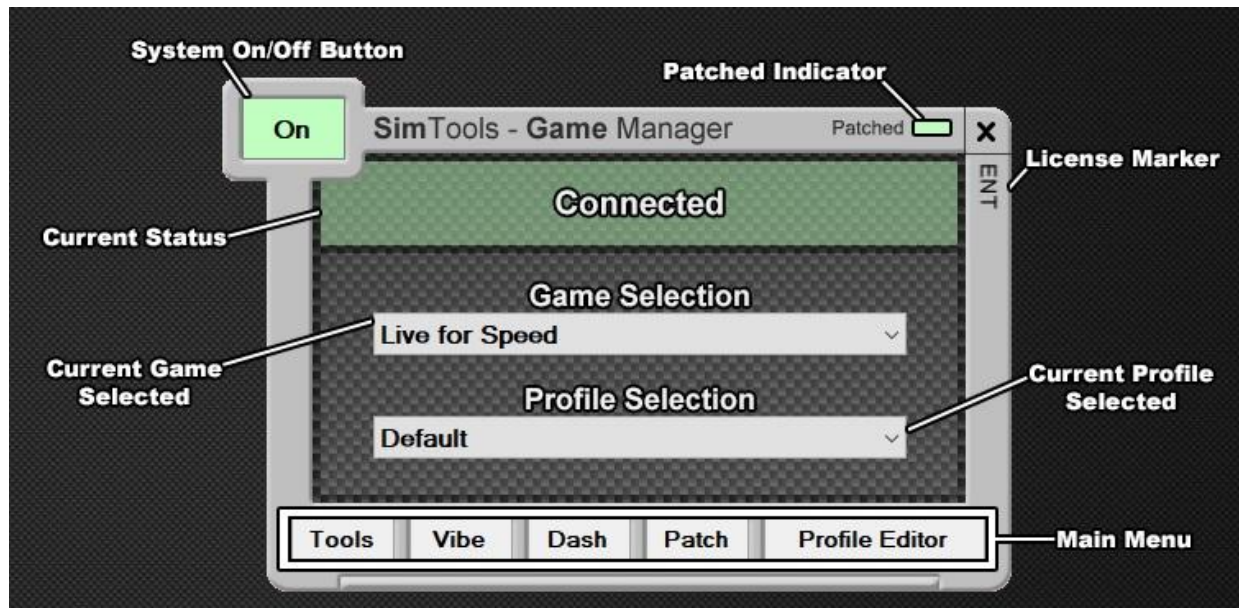 System On/Off Button
Patched Indicator
On
SimTools - Game Manager
Patched
X
ENT
License Marker
Connected
Current Status
Game Selection
Live for Speed
Current Game
Selected
Profile Selection
Default
Current Profile
Selected
Tools
Vibe
Dash
Patch
Profile Editor
Main Menu